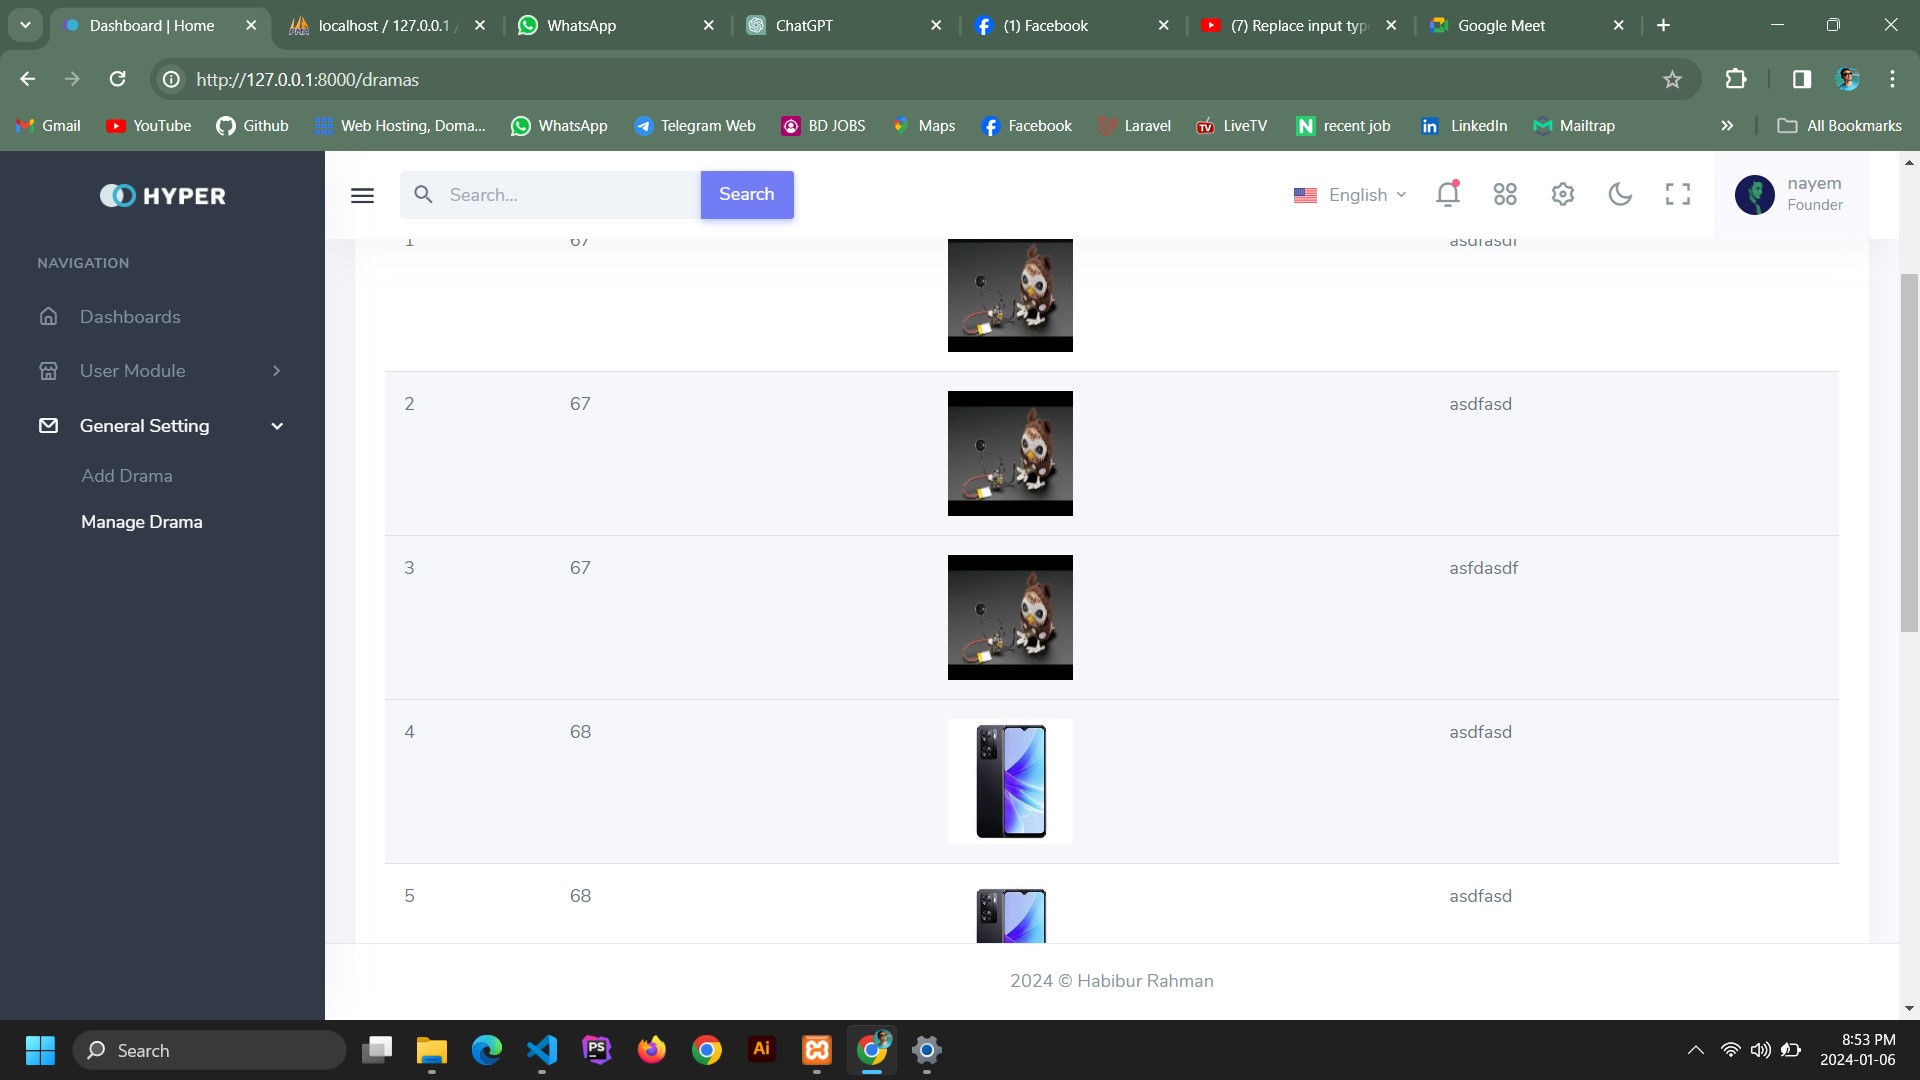 Dashboard | Home
localhost / 127.0.0.1 /
WhatsApp
ChatGPT
(1) Facebook
(7) Replace input typ
Google Meet
http://127.0.0.1:8000/dramas
Gmail
YouTube
Github
Web Hosting, Doma...
WhatsApp
Telegram Web
BD JOBS
Maps
Facebook
Laravel
LiveTV
recent job
LinkedIn
Mailtrap
All Bookmarks
HYPER
Search...
Search
English
nayem
Founder
NAVIGATION
Dashboards
User Module
General Setting
Add Drama
Manage Drama
1 67 asdfasdf
2 67 asdfasd
3 67 asfdasdf
4 68 asdfasd
5 68 asdfasd
2024 © Habibur Rahman
Search
8:53 PM
2024-01-06